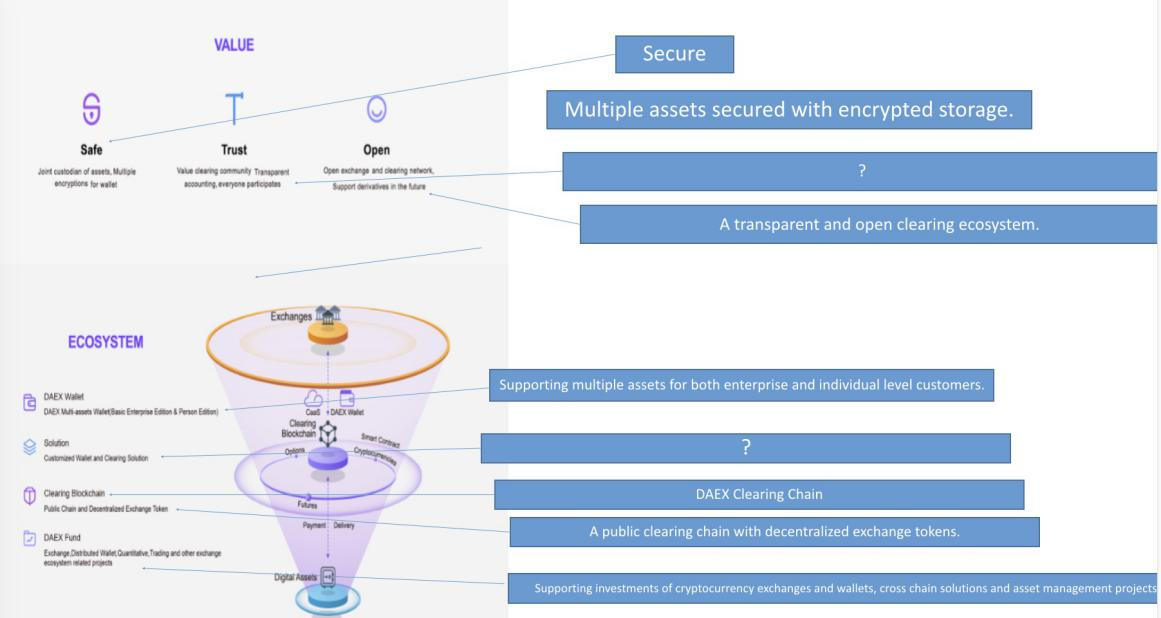 VALUE
Safe
Joint custodian of assets, Multiple
encryptions for wallet
Trust
Value clearing community Transparent
accounting, everyone participates
Open
Open exchange and clearing network,
Support derivatives in the future
Secure
Multiple assets secured with encrypted storage.
?
A transparent and open clearing ecosystem.
ECOSYSTEM
DAEX Wallet
DAEX Multi-assets Wallet(Basic Enterprise Edition & Person Edition)
Solution
Customized Wallet and Clearing Solution
Clearing Blockchain
Public Chain and Decentralized Exchange Token
DAEX Fund
Exchange,Distributed Wallet,Quantitative,Trading and other exchange
ecosystem related projects
Exchanges
CaaS
DAEX Wallet
Clearing
Blockchain
Smart Contract
Options
Cryptocurrencies
Futures
Payment
Delivery
Digital Assets
Supporting multiple assets for both enterprise and individual level customers.
?
DAEX Clearing Chain
A public clearing chain with decentralized exchange tokens.
Supporting investments of cryptocurrency exchanges and wallets, cross chain solutions and asset management projects